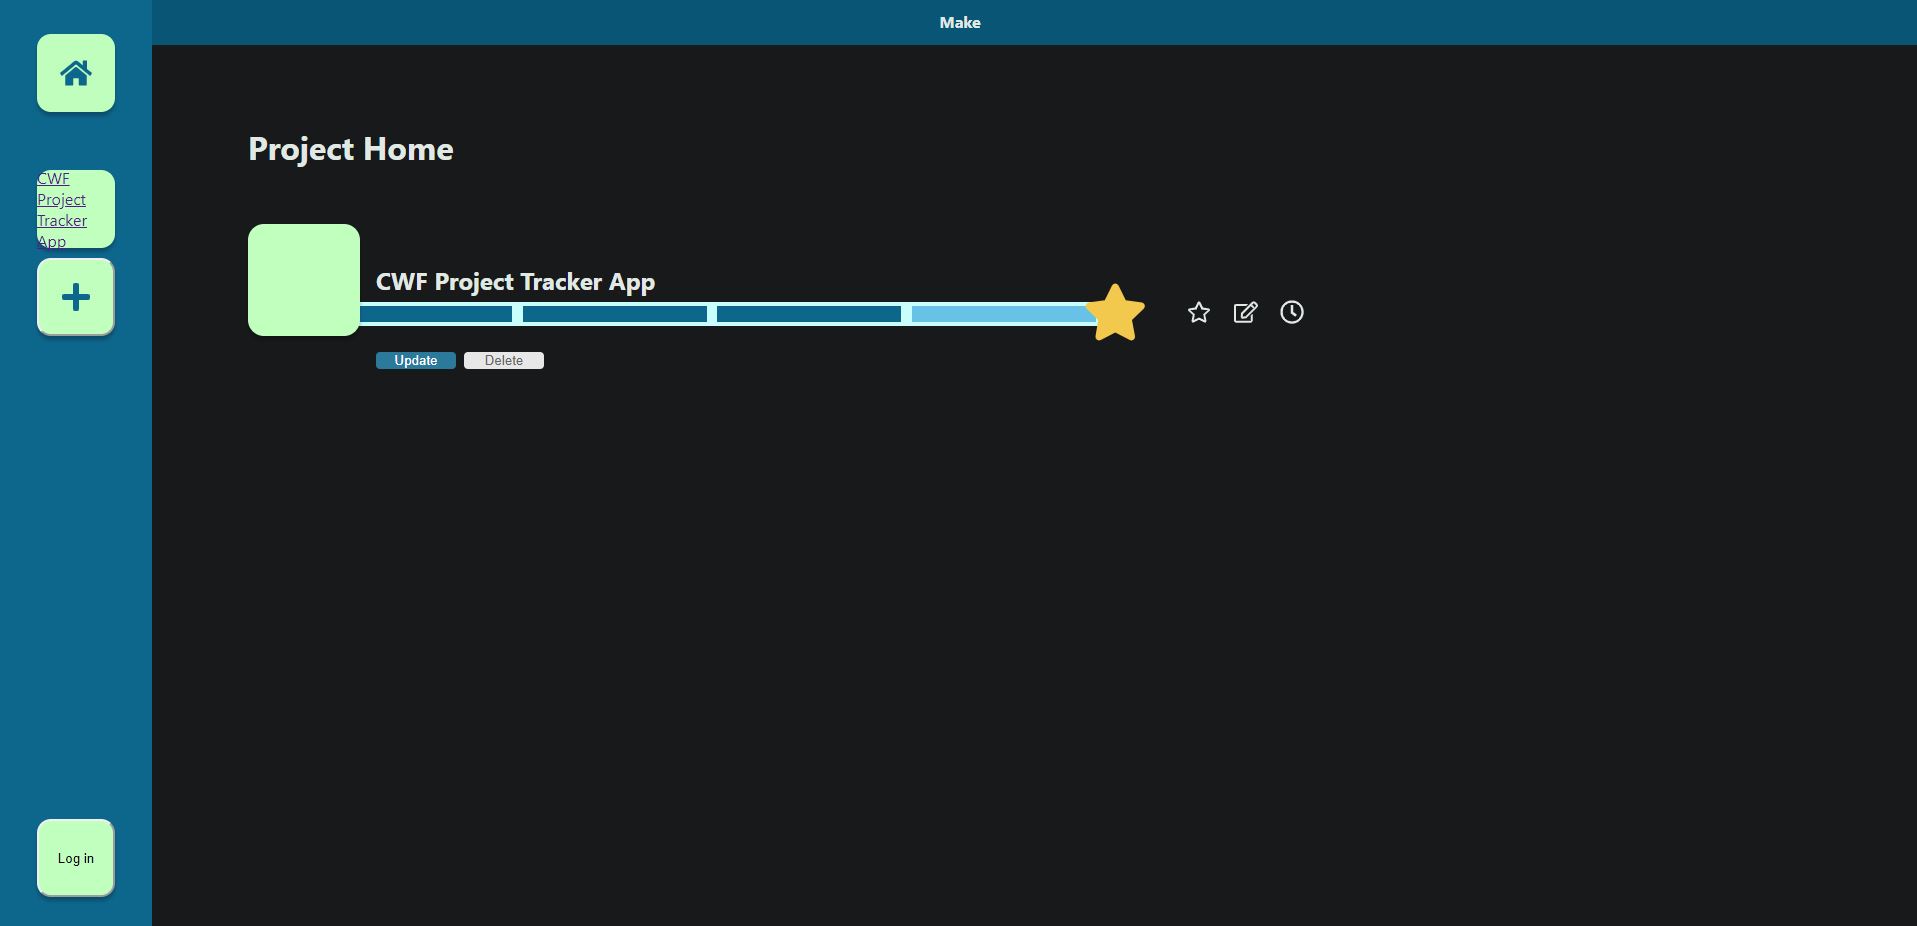 Make
CWF
Project
Tracker
App
Project Home
CWF Project Tracker App
Update
Delete
Log in